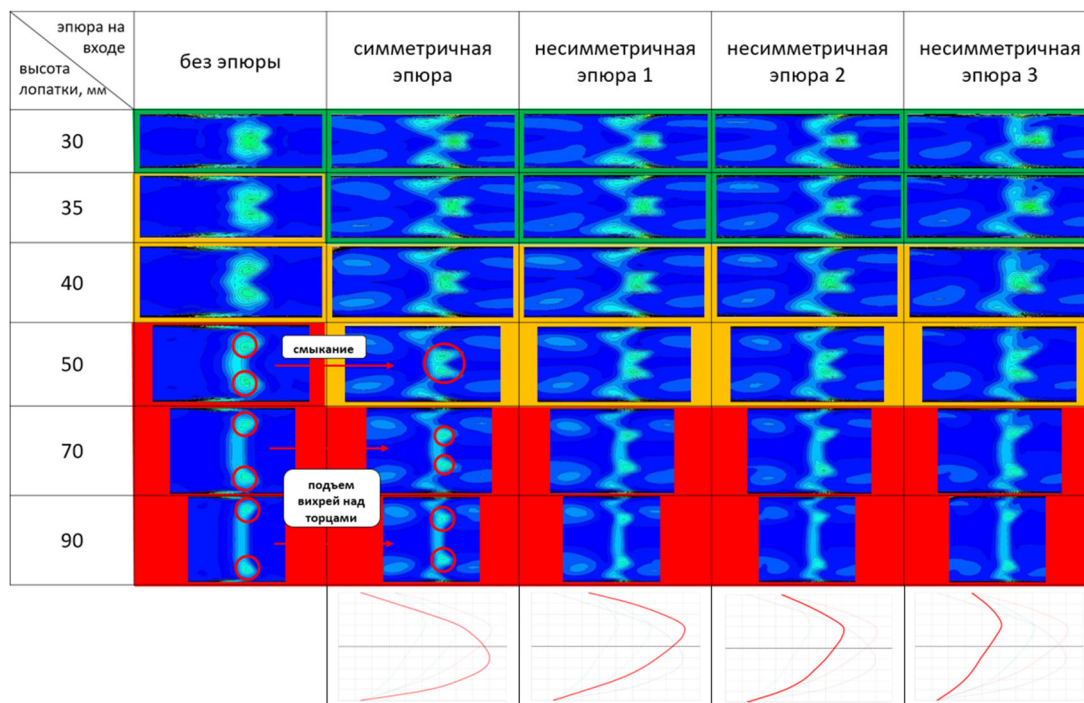 эпюра на
входе
высота
лопатки, мм
без эпюры
симметричная
эпюра
несимметричная
эпюра 1
несимметричная
эпюра 2
несимметричная
эпюра 3
30
35
40
50
смыкание
70
подъем
вихрей над
торцами
90